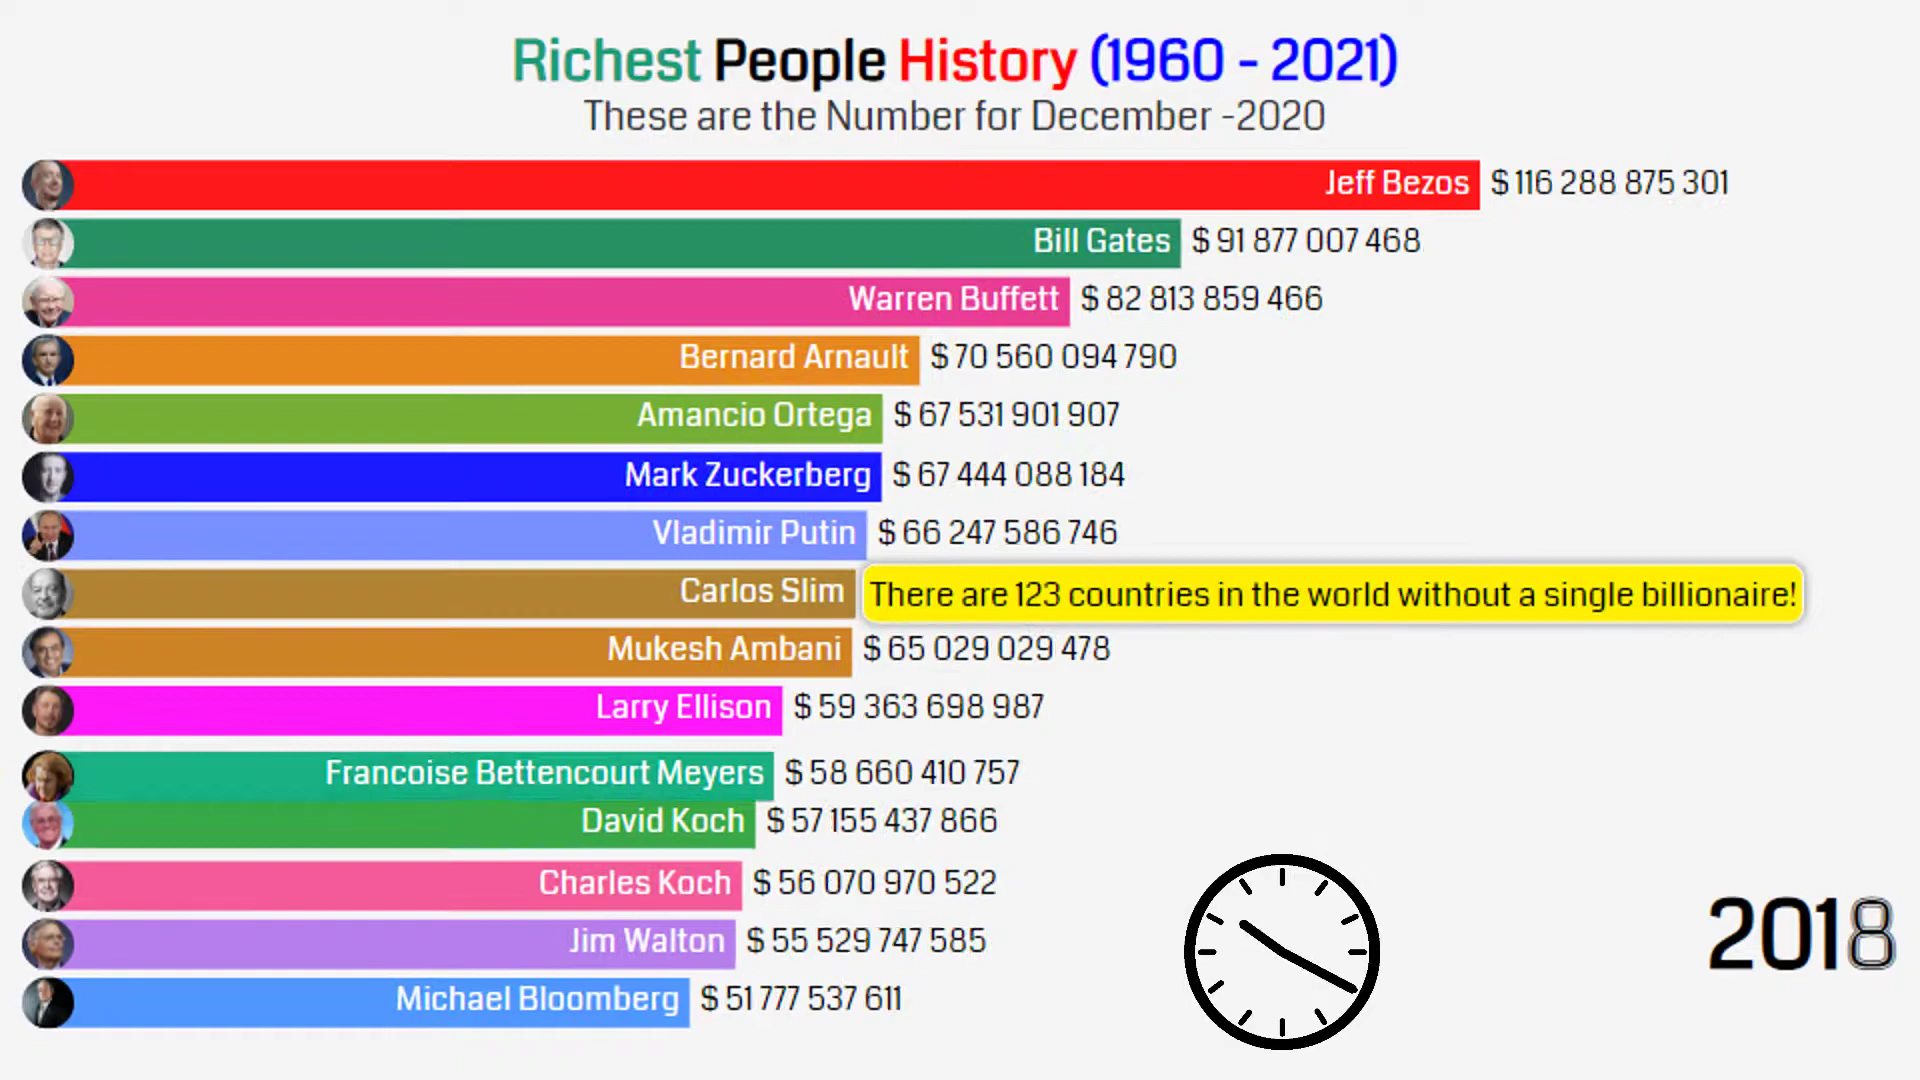 Richest People History (1960 - 2021)
These are the Number for December -2020
Jeff Bezos $ 116 288 875 301
Bill Gates $ 91 877 007 468
Warren Buffett $ 82 813 859 466
Bernard Arnault $ 70 560 094 790
Amancio Ortega $ 67 531 901 907
Mark Zuckerberg $ 67 444 088 184
Vladimir Putin $ 66 247 586 746
Carlos Slim There are 123 countries in the world without a single billionaire!
Mukesh Ambani $ 65 029 029 478
Larry Ellison $ 59 363 698 987
Francoise Bettencourt Meyers $ 58 660 410 757
David Koch $ 57 155 437 866
Charles Koch $ 56 070 970 522
Jim Walton $ 55 529 747 585
Michael Bloomberg $ 51 777 537 611
2018